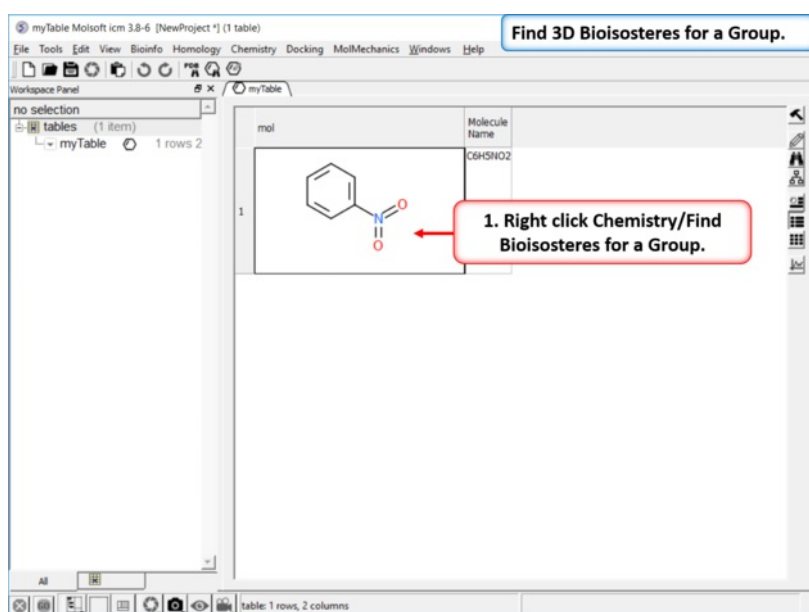 myTable Molsoft icm 3.8-6 [NewProject *] (1 table)
Find 3D Bioisosteres for a Group.
File Tools Edit View Bioinfo Homology Chemistry Docking MolMechanics Windows Help
Workspace Panel
myTable
no selection
tables (1 item)
myTable 1 rows 2
mol
Molecule
Name
C6H5NO2
1
N
O
O
1. Right click Chemistry/Find
Bioisosteres for a Group.
All
table: 1 rows, 2 columns